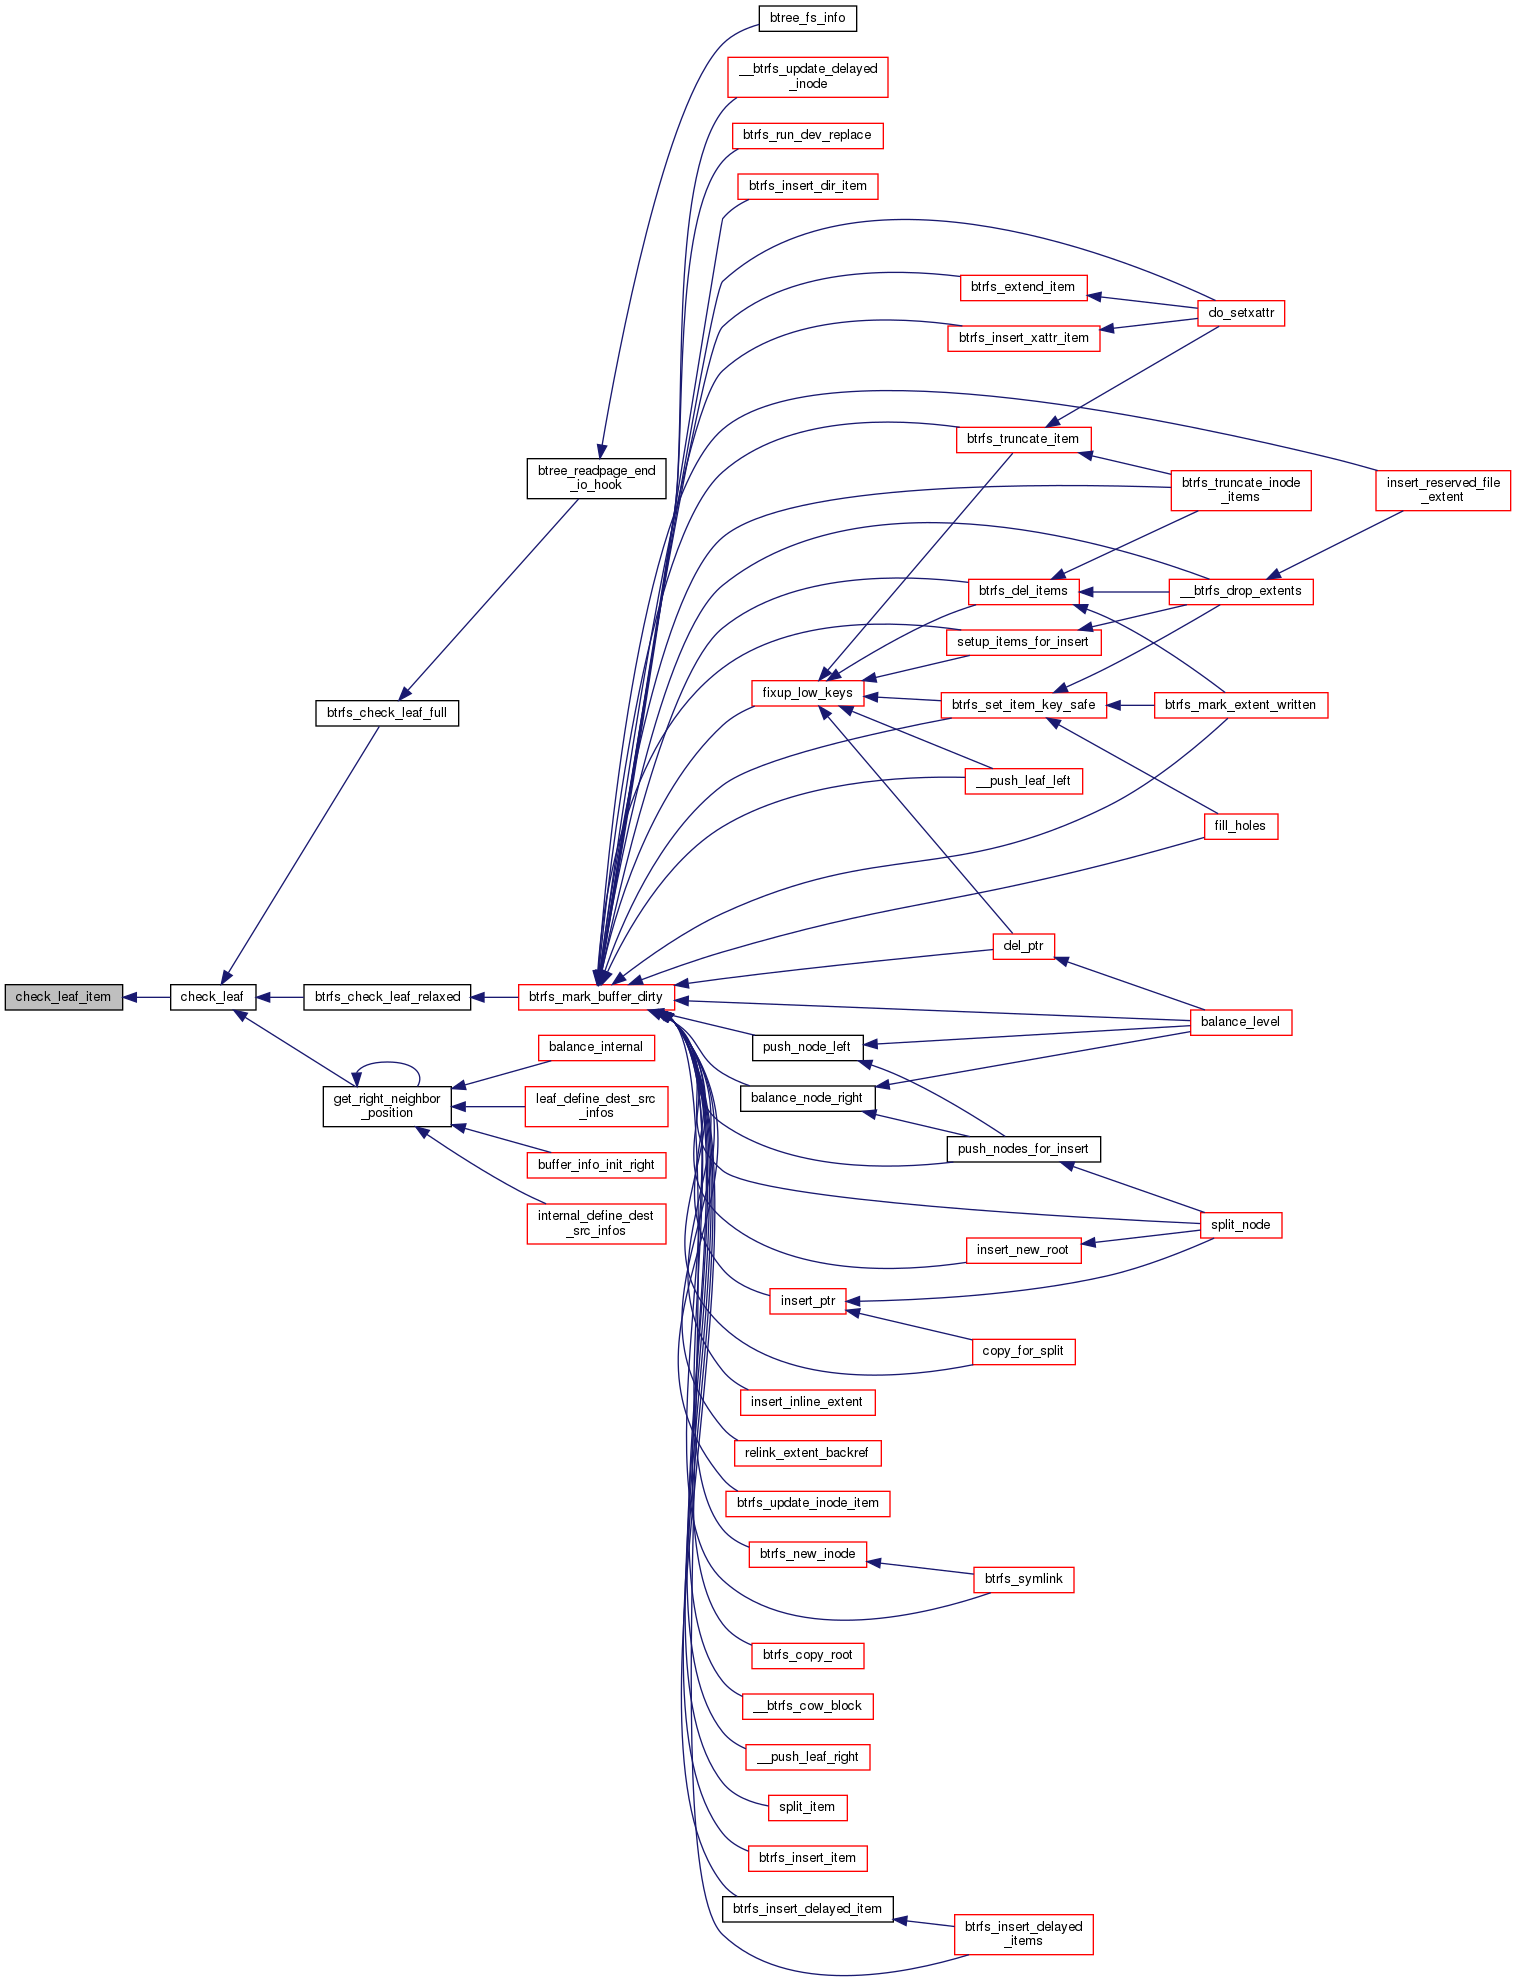 btree_fs_info
__btrfs_update_delayed
_inode
btrfs_run_dev_replace
btrfs_insert_dir_item
btrfs_extend_item
do_setxattr
btrfs_insert_xattr_item
btrfs_truncate_item
btree_readpage_end
_io_hook
btrfs_truncate_inode
_items
insert_reserved_file
_extent
btrfs_del_items
__btrfs_drop_extents
setup_items_for_insert
fixup_low_keys
btrfs_set_item_key_safe
btrfs_mark_extent_written
btrfs_check_leaf_full
__push_leaf_left
fill_holes
del_ptr
check_leaf_item
check_leaf
btrfs_check_leaf_relaxed
btrfs_mark_buffer_dirty
balance_level
balance_internal
push_node_left
get_right_neighbor
_position
leaf_define_dest_src
_infos
balance_node_right
buffer_info_init_right
push_nodes_for_insert
internal_define_dest
_src_infos
split_node
insert_new_root
insert_ptr
copy_for_split
insert_inline_extent
relink_extent_backref
btrfs_update_inode_item
btrfs_new_inode
btrfs_symlink
btrfs_copy_root
__btrfs_cow_block
__push_leaf_right
split_item
btrfs_insert_item
btrfs_insert_delayed_item
btrfs_insert_delayed
_items